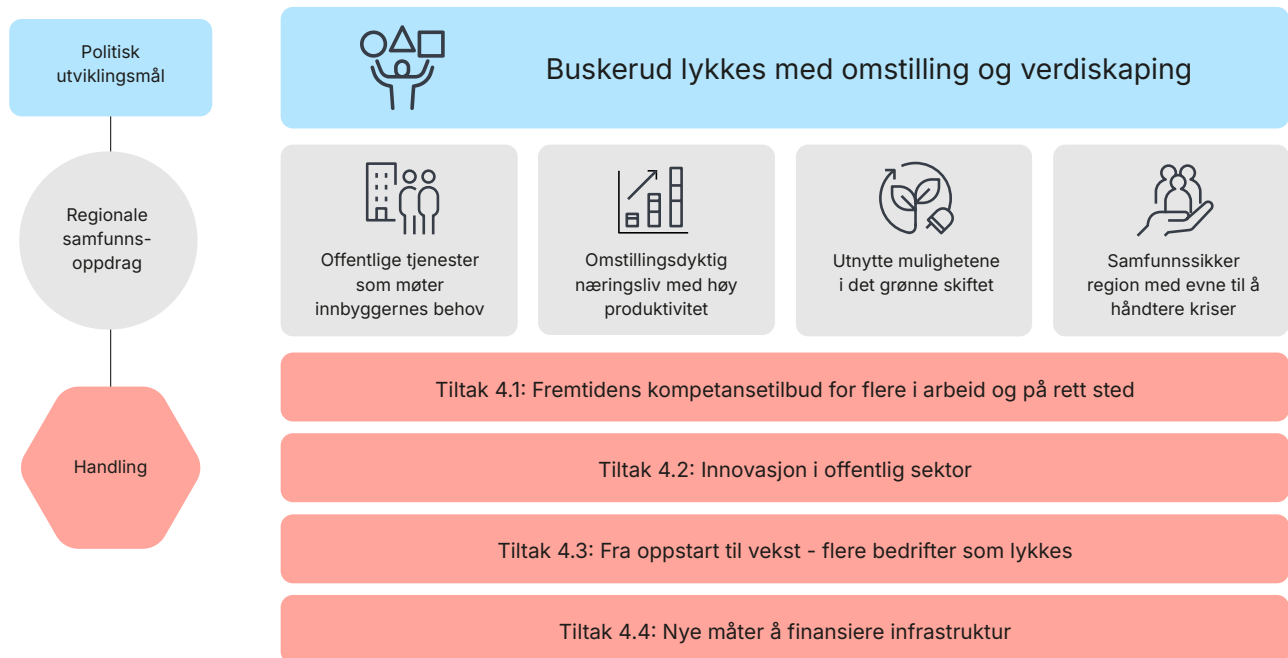 Politisk
utviklingsmål
Buskerud lykkes med omstilling og verdiskaping
Regionale
samfunns-
oppdrag
Offentlige tjenester
som møter
innbyggernes behov
Omstillingsdyktig
næringsliv med høy
produktivitet
Utnytte mulighetene
i det grønne skiftet
Samfunnssikker
region med evne til å
håndtere kriser
Handling
Tiltak 4.1: Fremtidens kompetansetilbud for flere i arbeid og på rett sted
Tiltak 4.2: Innovasjon i offentlig sektor
Tiltak 4.3: Fra oppstart til vekst - flere bedrifter som lykkes
Tiltak 4.4: Nye måter å finansiere infrastruktur